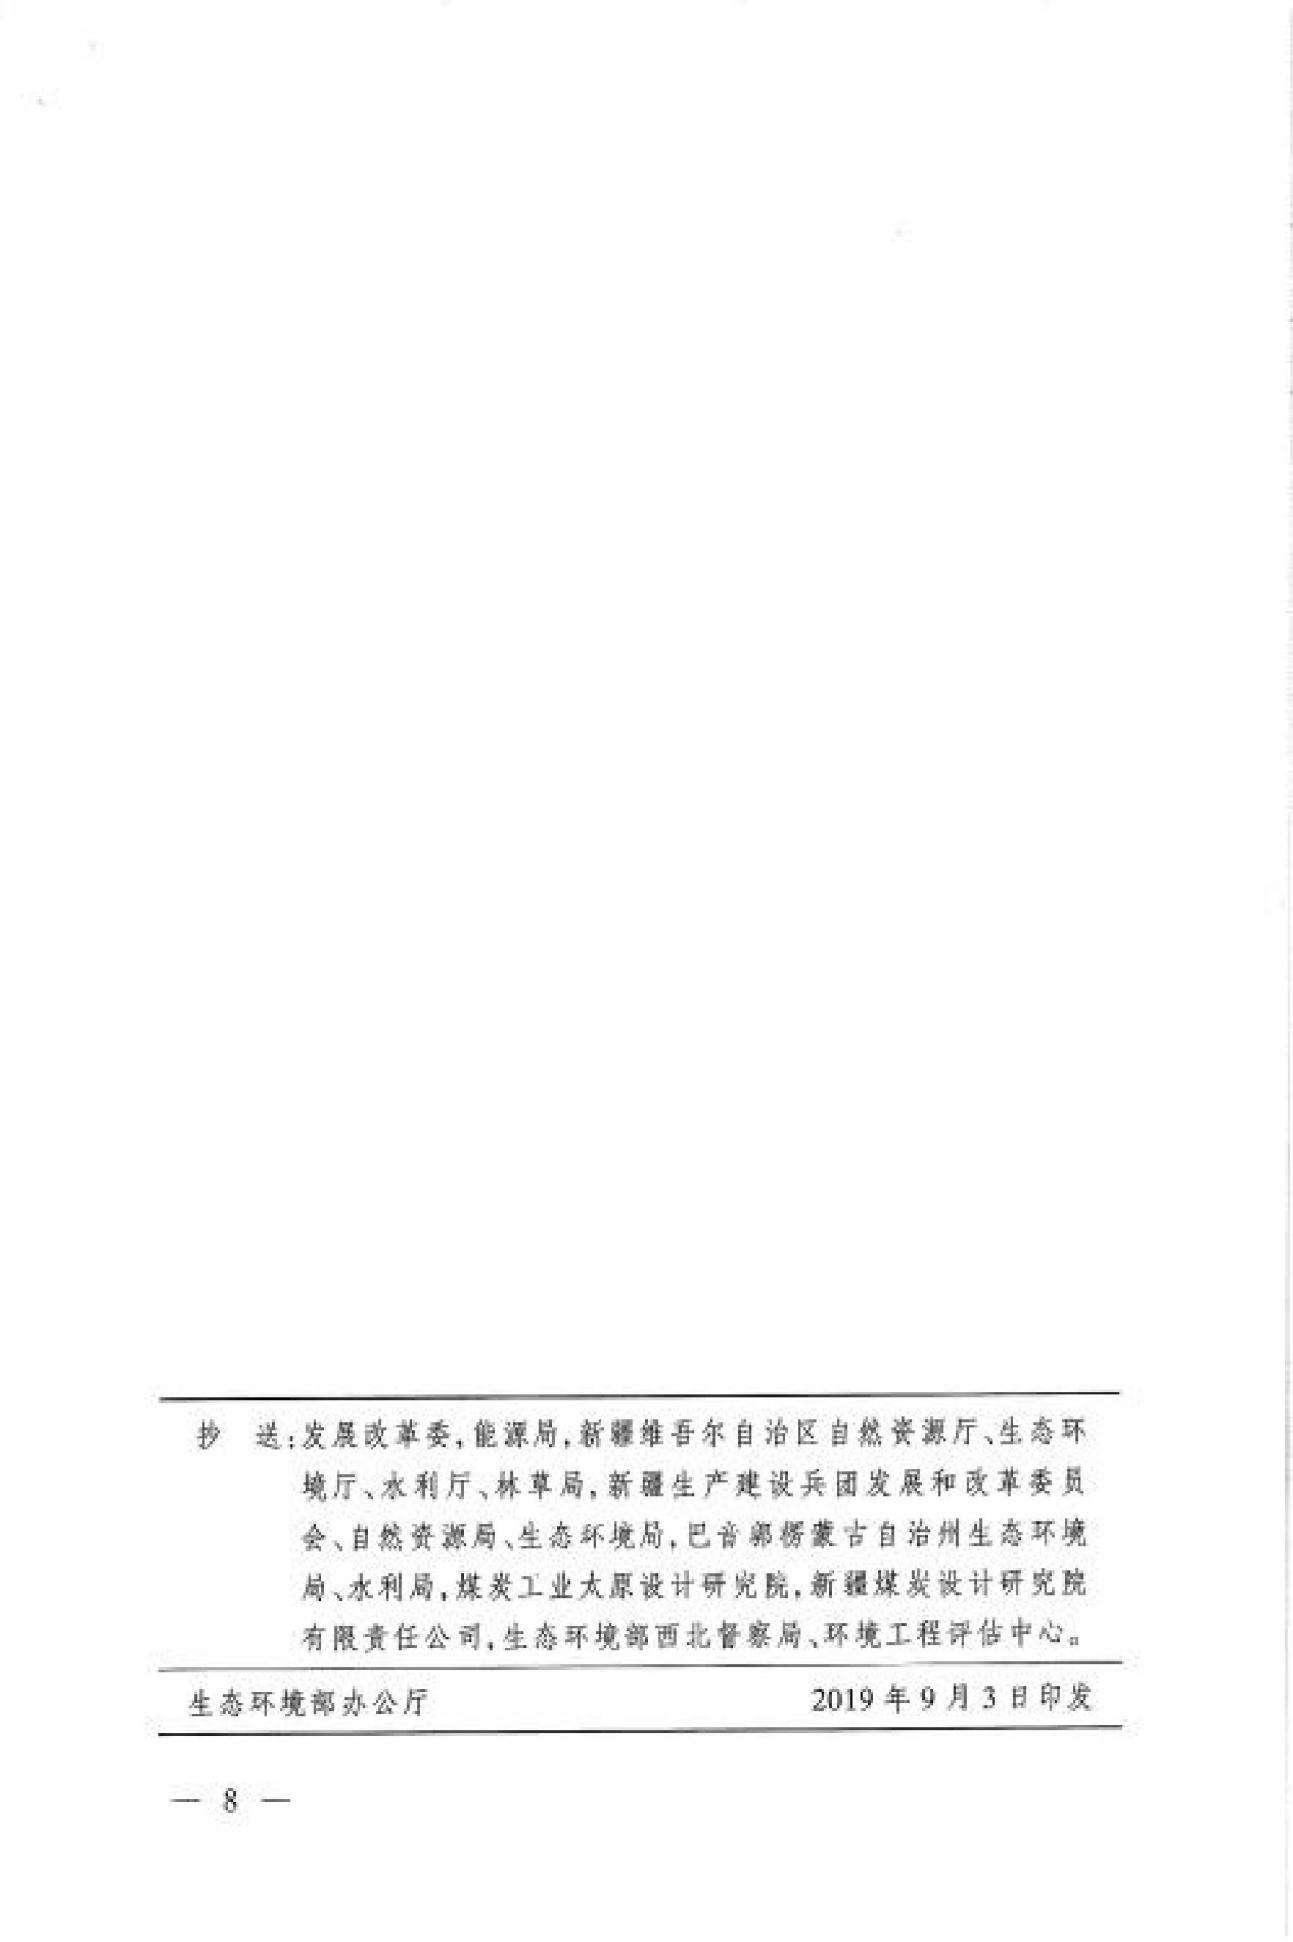 抄　送：发展改革委，能源局，新疆维吾尔自治区自然资源厅、生态环
境厅、水利厅、林草局，新疆生产建设兵团发展和改革委员
会、自然资源局、生态环境局，巴音郭楞蒙古自治州生态环境
局、水利局，煤炭工业太原设计研究院，新疆煤炭设计研究院
有限责任公司，生态环境部西北督察局、环境工程评估中心。
生态环境部办公厅　2019年9月3日印发
— 8 —